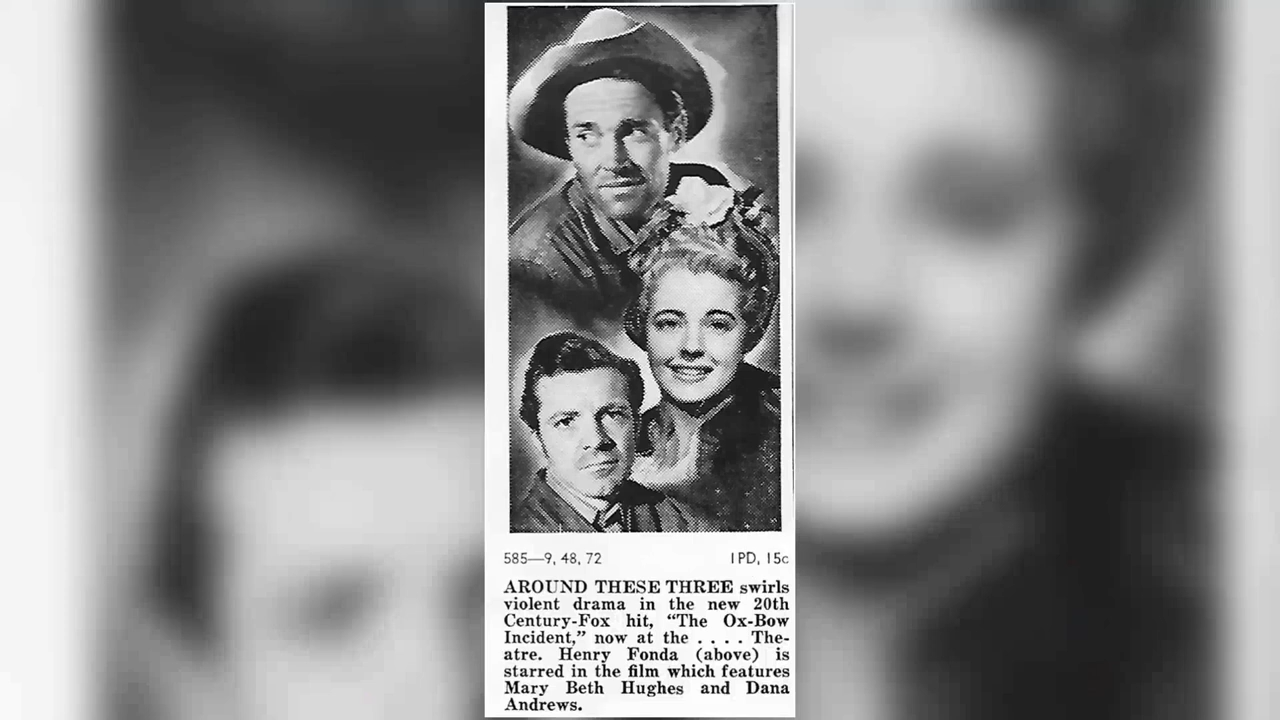 585—9, 48, 72 1PD, 15c
AROUND THESE THREE swirls
violent drama in the new 20th
Century-Fox hit, “The Ox-Bow
Incident,” now at the . . . . The-
atre. Henry Fonda (above) is
starred in the film which features
Mary Beth Hughes and Dana
Andrews.